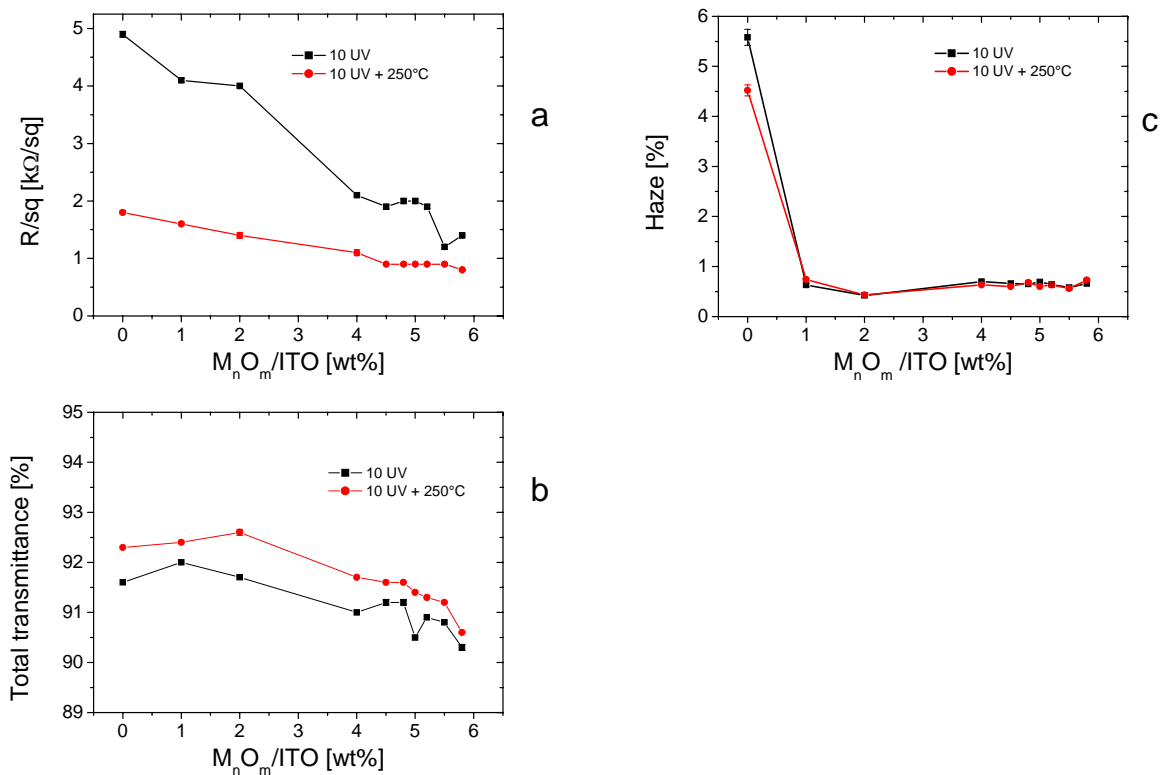 5
4
3
2
1
0
R/sq [kΩ/sq]
10 UV
10 UV + 250°C
0 1 2 3 4 5 6
MnOm/ITO [wt%]
a
95
94
93
92
91
90
89
Total transmittance [%]
10 UV
10 UV + 250°C
0 1 2 3 4 5 6
MnOm/ITO [wt%]
b
6%
5%
4%
3%
2%
1%
0%
Haze [%]
10 UV
10 UV + 250°C
0 1 2 3 4 5 6
MnOm /ITO [wt%]
c